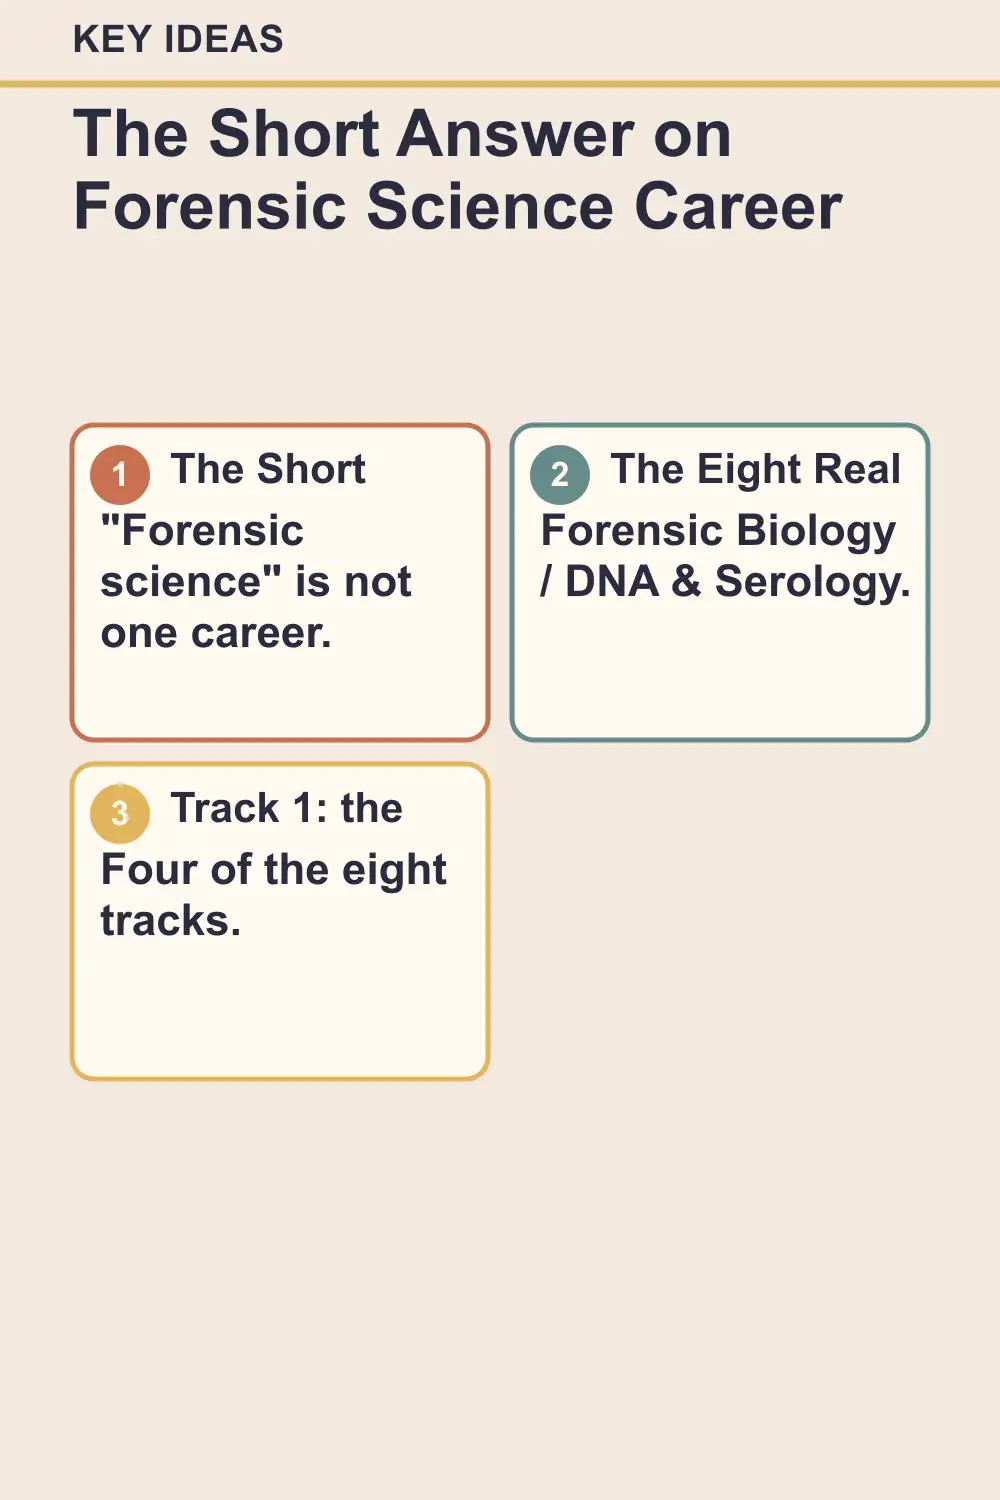 KEY IDEAS
The Short Answer on
Forensic Science Career
1 The Short
"Forensic
science" is not
one career.
2 The Eight Real
Forensic Biology
/ DNA & Serology.
3 Track 1: the
Four of the eight
tracks.